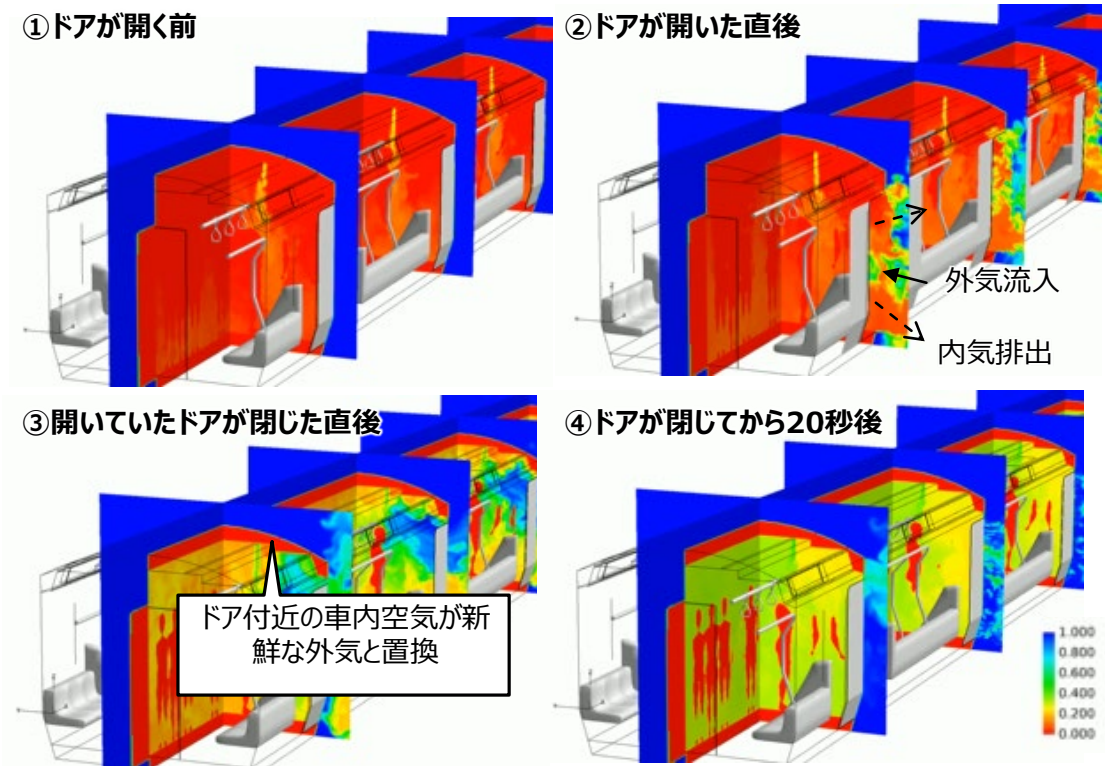 ①ドアが開く前
②ドアが開いた直後
外気流入
内気排出
③開いていたドアが閉じた直後
ドア付近の車内空気が新
鮮な外気と置換
④ドアが閉じてから20秒後
1.000
0.800
0.600
0.400
0.200
0.000